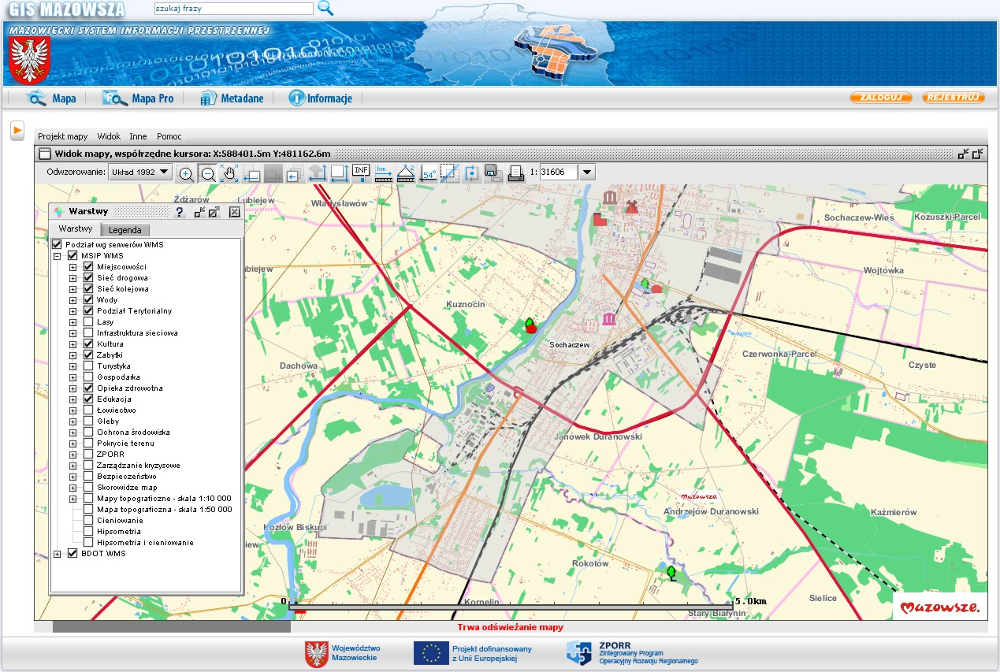 GIS MAZOWSZA
szukaj frazy
MAZOWIECKI SYSTEM INFORMACJI PRZESTRZENNEJ
Mapa
Mapa Pro
Metadane
Informacje
ZALOGUJ
REJESTRUJ
Projekt mapy Widok Inne Pomoc
Widok mapy, współrzędne kursora: X:588401.5m Y:481162.6m
Odwzorowanie: Układ 1992
INF
km
54°
1: 31606
Warstwy
?
Warstwy
Legenda
Podział wg serwerów WMS
MSIP WMS
Miejscowości
Sieć drogowa
Sieć kolejowa
Wody
Podział Terytorialny
Lasy
Infrastruktura sieciowa
Kultura
Zabytki
Turystyka
Gospodarka
Opieka zdrowotna
Edukacja
Łowiectwo
Gleby
Ochrona środowiska
Pokrycie terenu
ZPORR
Zarządzanie kryzysowe
Bezpieczeństwo
Skorowidze map
Mapy topograficzne - skala 1:10 000
Mapa topograficzna - skala 1:50 000
Cieniowanie
Hipsometria
Hipsometria i cieniowanie
BDOT WMS
Żdżarów
Lubiejew
Władysławów
Sochaczew-Wieś
Kożuszki-Parcel
Wojtówka
Kuznocin
Sochaczew
Dachowa
Czerwonka-Parcel
Czyste
Janówek Duranowski
mazowsze.
Andrzejów Duranowski
Kaźmierów
Kozłów Biskupi
Rokotów
Kornelin
Sielice
Stary Białynin
0
5.0km
mazowsze.
Trwa odświeżanie mapy
Województwo
Mazowieckie
Projekt dofinansowany
z Unii Europejskiej
ZPORR
Zintegrowany Program
Operacyjny Rozwoju Regionalnego